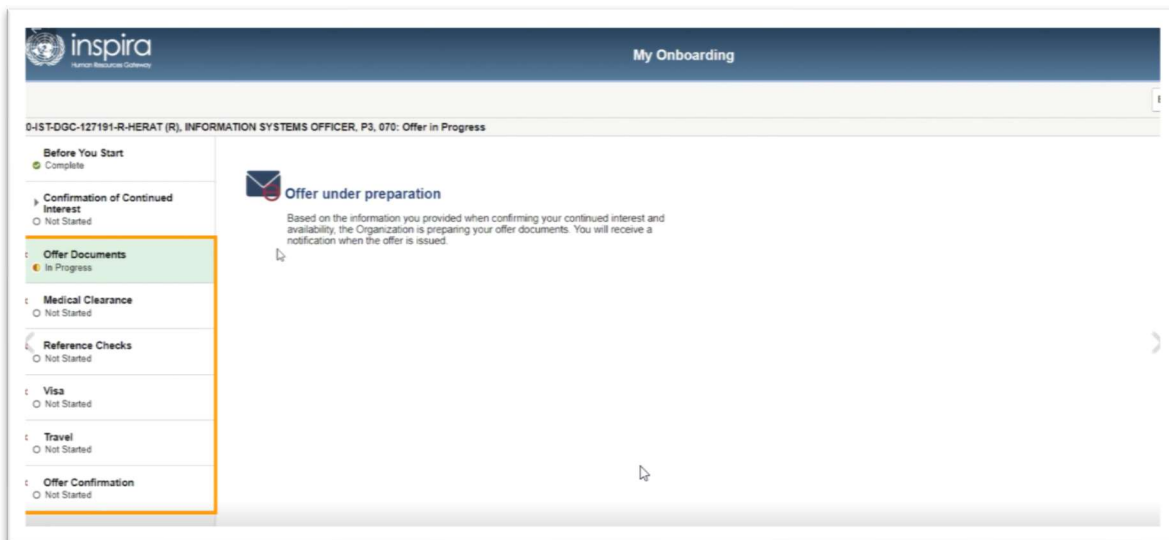 inspira
Human Resources Gateway
My Onboarding
0-IST-DGC-127191-R-HERAT (R), INFORMATION SYSTEMS OFFICER, P3, 070: Offer in Progress
Before You Start
Complete
Confirmation of Continued
Interest
Not Started
Offer Documents
In Progress
Medical Clearance
Not Started
Reference Checks
Not Started
Visa
Not Started
Travel
Not Started
Offer Confirmation
Not Started
Offer under preparation
Based on the information you provided when confirming your continued interest and
availability, the Organization is preparing your offer documents. You will receive a
notification when the offer is issued.